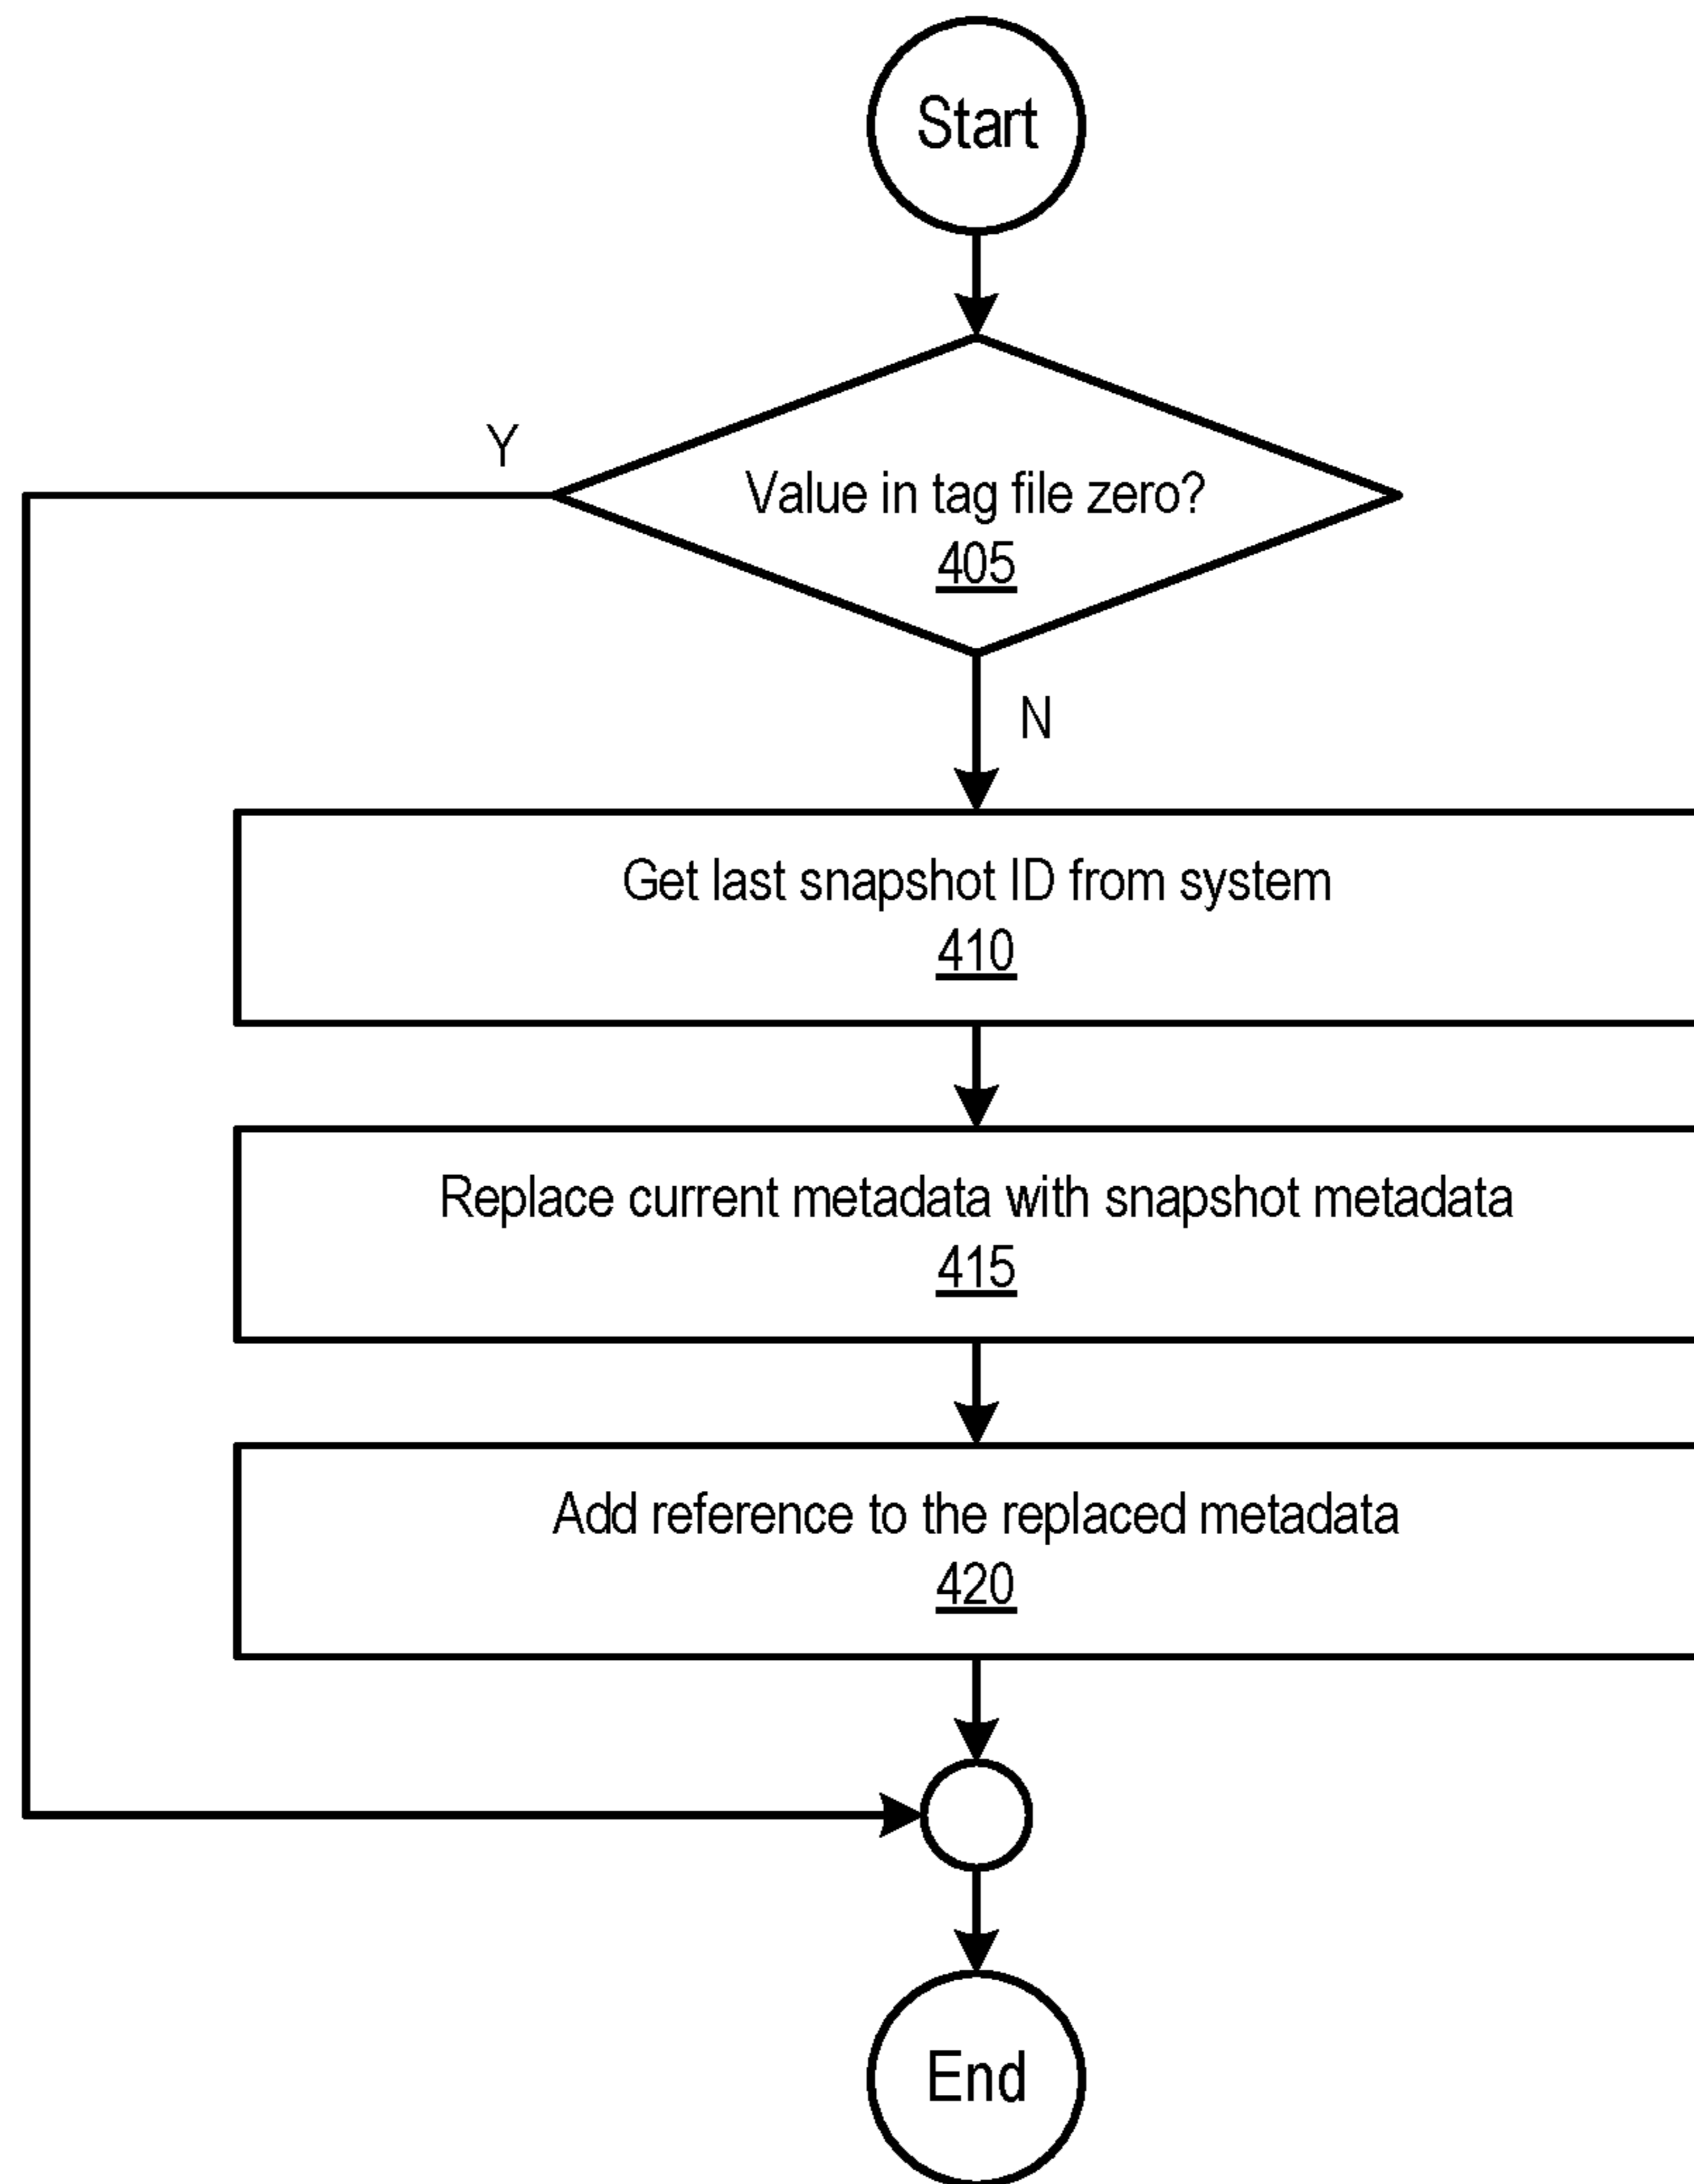 Start
Y
Value in tag file zero?
405
N
Get last snapshot ID from system
410
Replace current metadata with snapshot metadata
415
Add reference to the replaced metadata
420
End